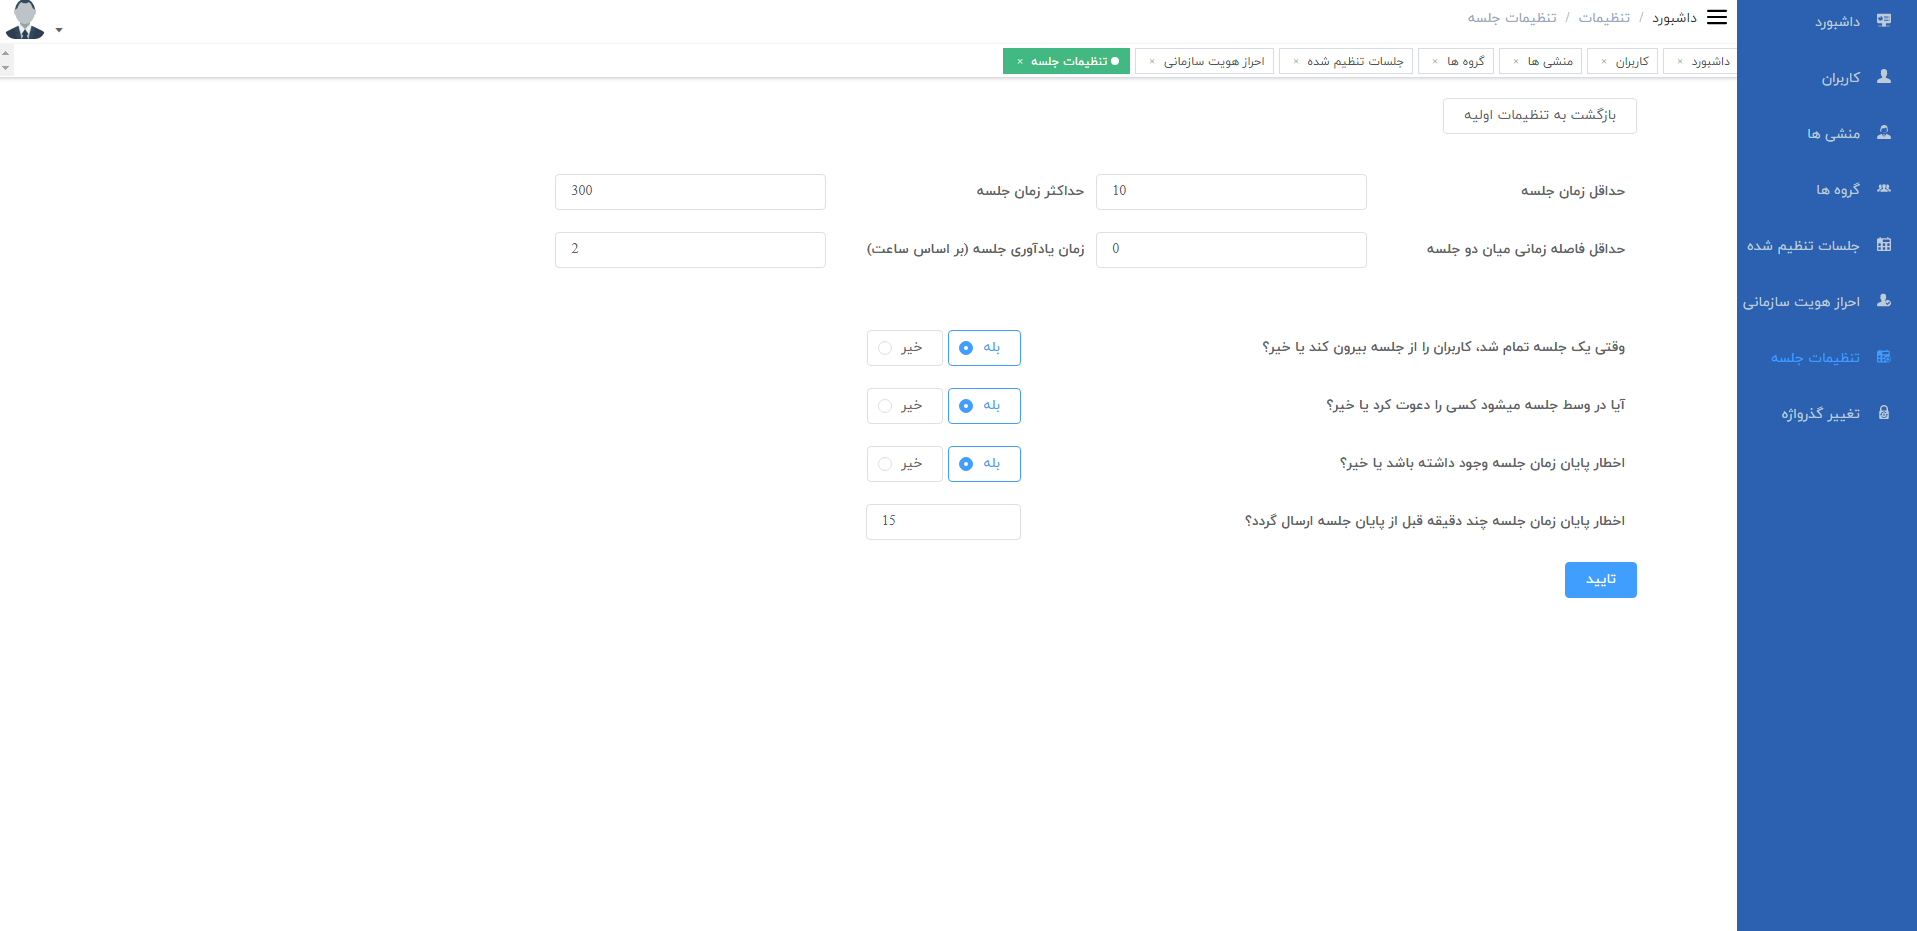 داشبورد / تنظیمات / تنظیمات جلسه
داشبورد × کاربران × منشی ها × گروه ها × جلسات تنظیم شده × احراز هویت سازمانی × تنظیمات جلسه ×
داشبورد
کاربران
منشی ها
گروه ها
جلسات تنظیم شده
احراز هویت سازمانی
تنظیمات جلسه
تغییر گذرواژه
بازگشت به تنظیمات اولیه
حداقل زمان جلسه 10 حداکثر زمان جلسه 300
حداقل فاصله زمانی میان دو جلسه 0 زمان یادآوری جلسه (بر اساس ساعت) 2
وقتی یک جلسه تمام شد، کاربران را از جلسه بیرون کند یا خیر؟ بله خیر
آیا در وسط جلسه میشود کسی را دعوت کرد یا خیر؟ بله خیر
اخطار پایان زمان جلسه وجود داشته باشد یا خیر؟ بله خیر
اخطار پایان زمان جلسه چند دقیقه قبل از پایان جلسه ارسال گردد؟ 15
تایید